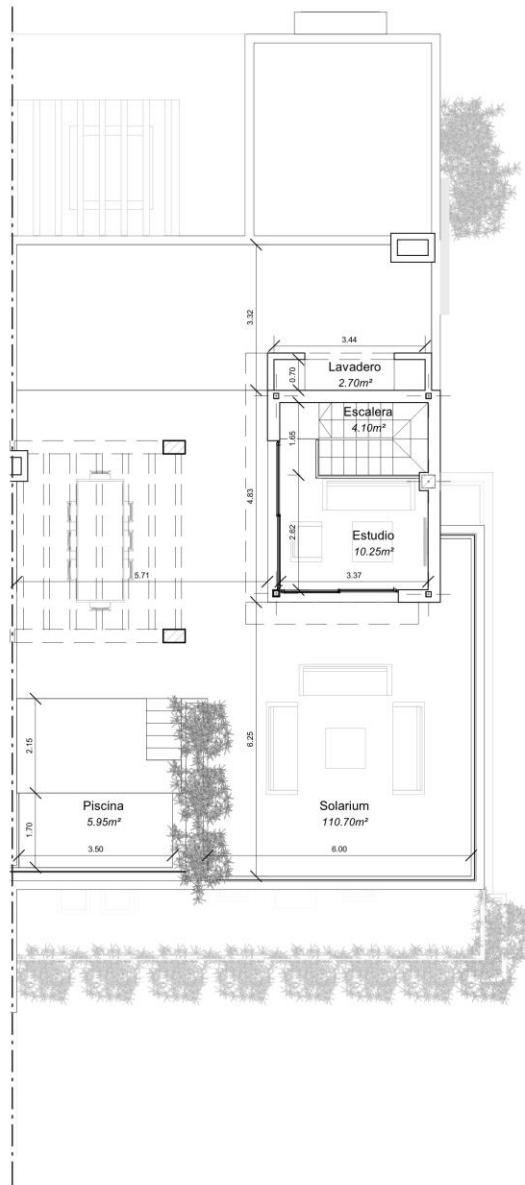 3.32
3.44
0.70
Lavadero
2.70m²
Escalera
4.10m²
1.65
4.83
2.62
Estudio
10.25m²
5.71
3.37
6.25
2.15
Piscina
5.95m²
Solarium
110.70m²
1.70
3.50
6.00